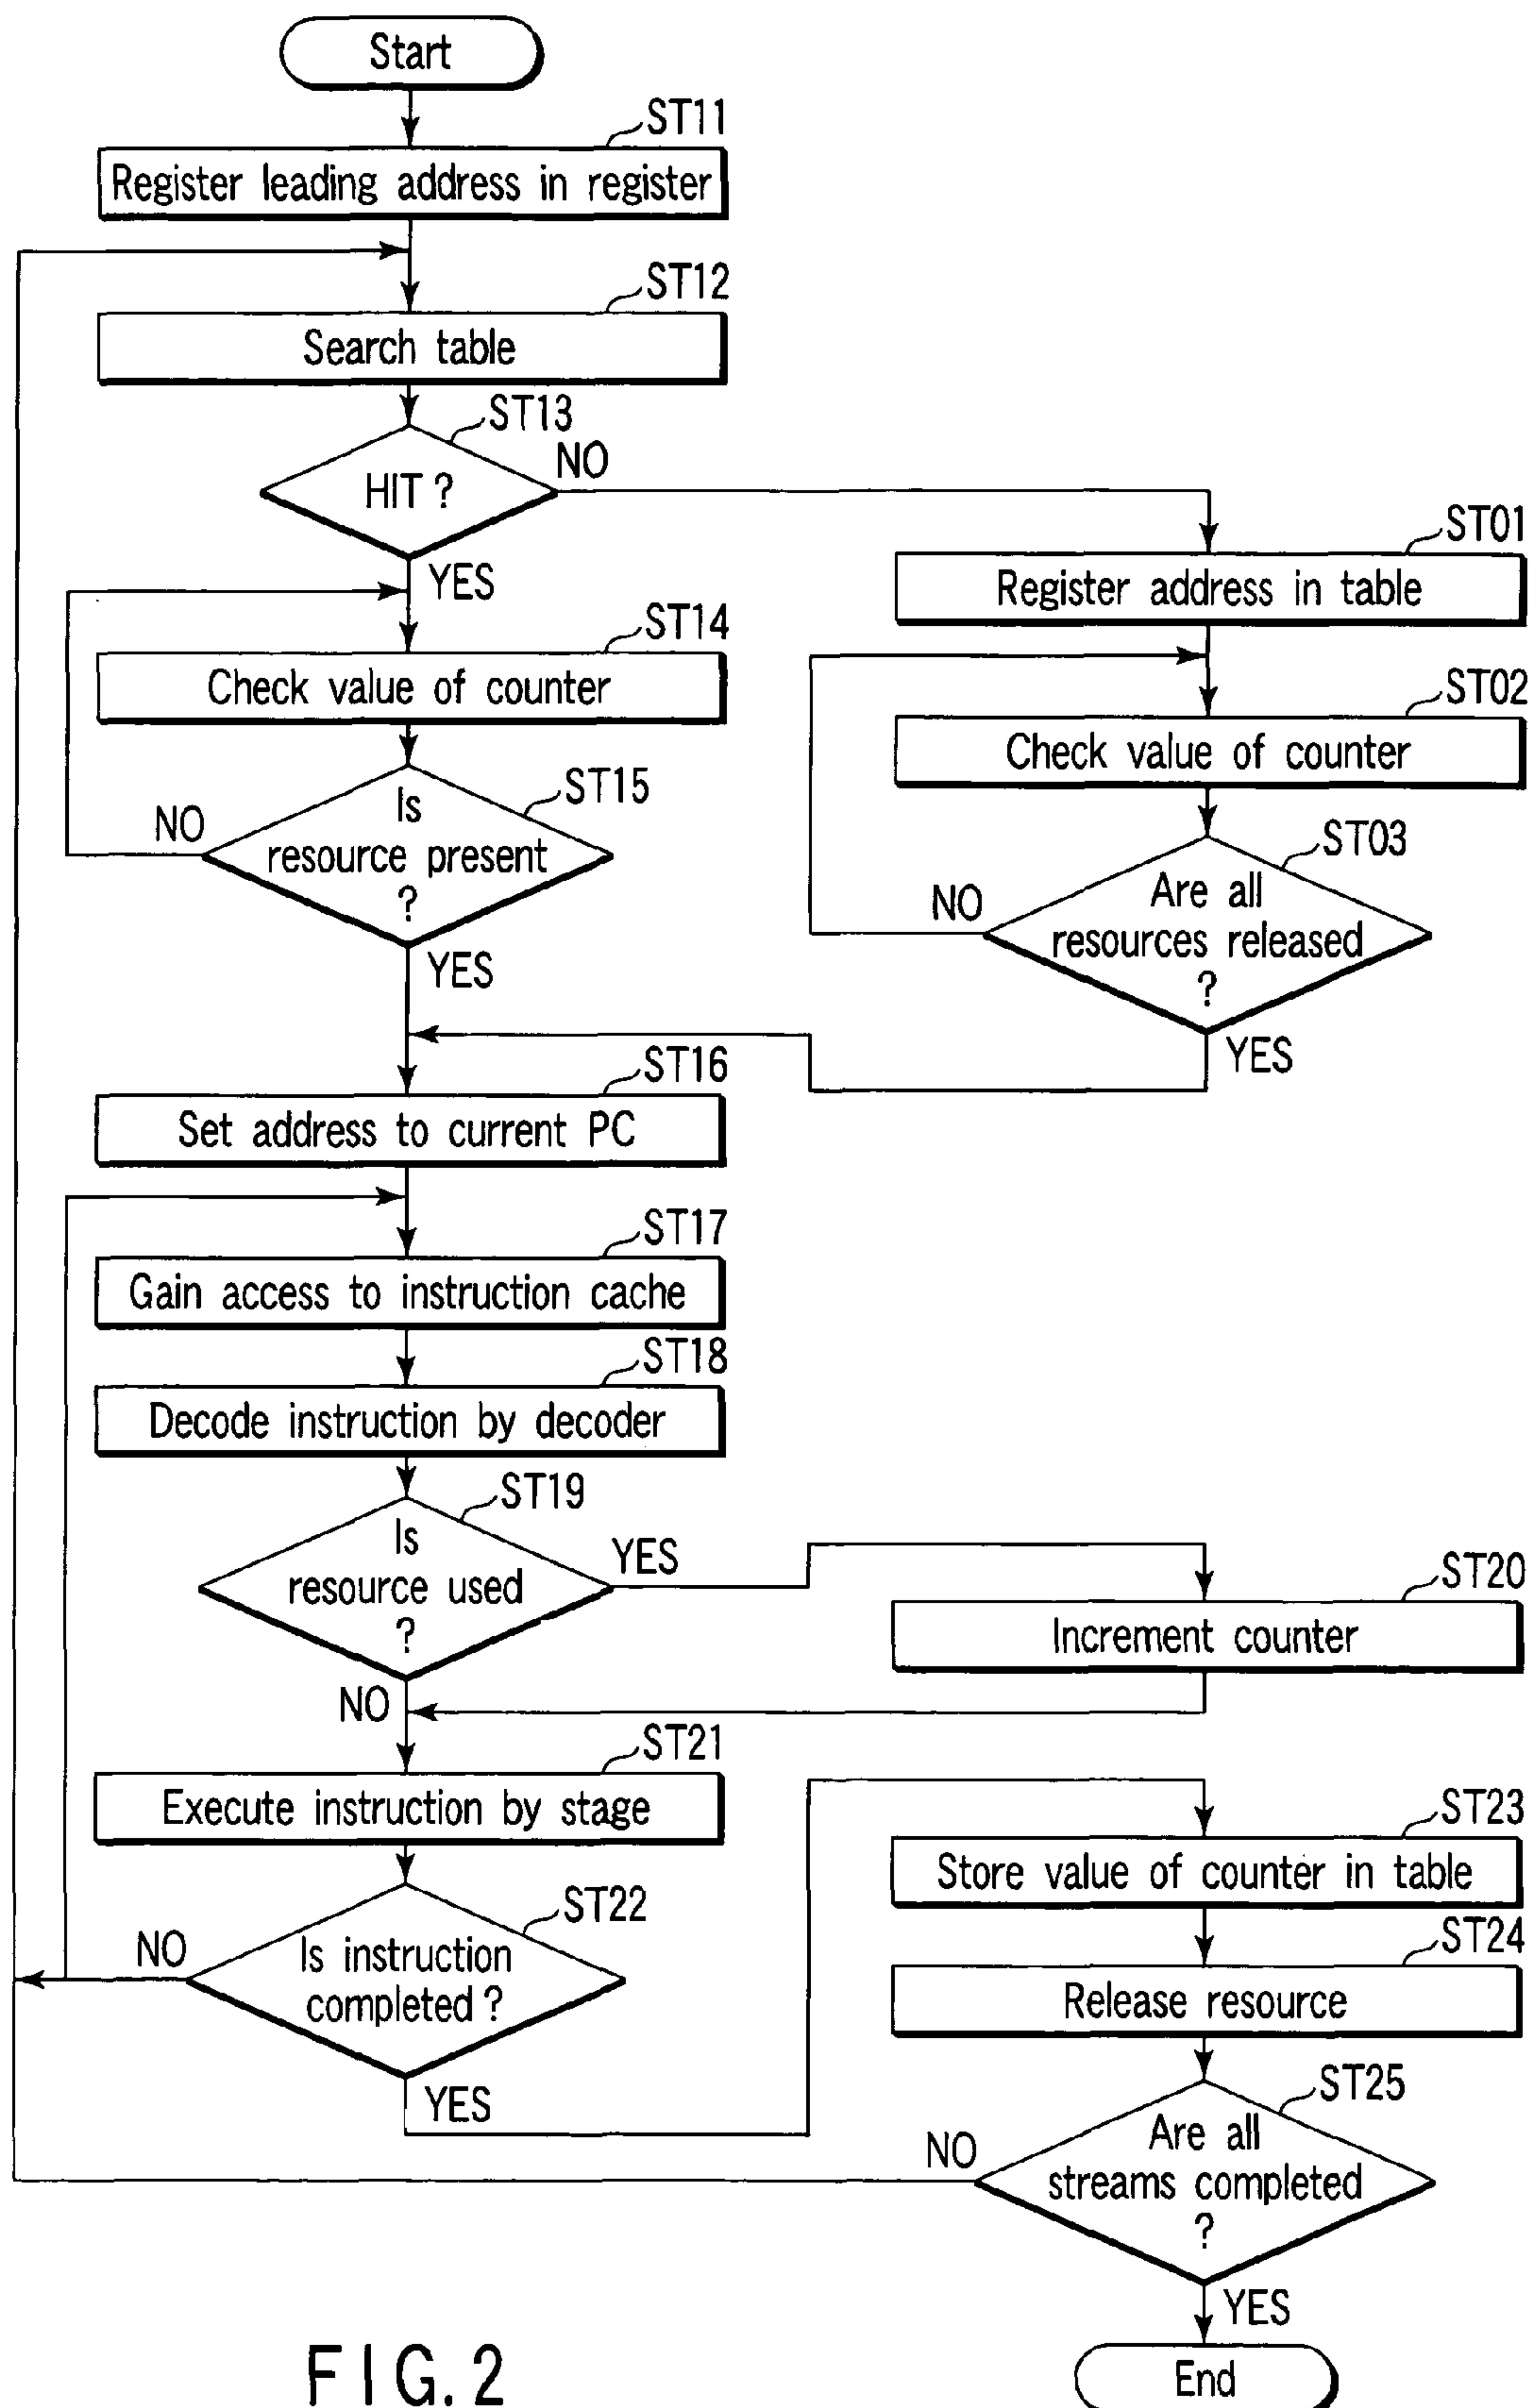 Start
ST11
Register leading address in register
ST12
Search table
ST13
HIT ?
NO
YES
ST01
Register address in table
ST14
Check value of counter
ST02
Check value of counter
ST15
Is
resource present
?
NO
YES
ST03
Are all
resources released
?
NO
YES
ST16
Set address to current PC
ST17
Gain access to instruction cache
ST18
Decode instruction by decoder
ST19
Is
resource used
?
YES
NO
ST20
Increment counter
ST21
Execute instruction by stage
ST22
Is instruction
completed ?
NO
YES
ST23
Store value of counter in table
ST24
Release resource
ST25
Are all
streams completed
?
NO
YES
End
FIG. 2